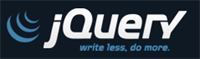 jQuery
write less, do more.